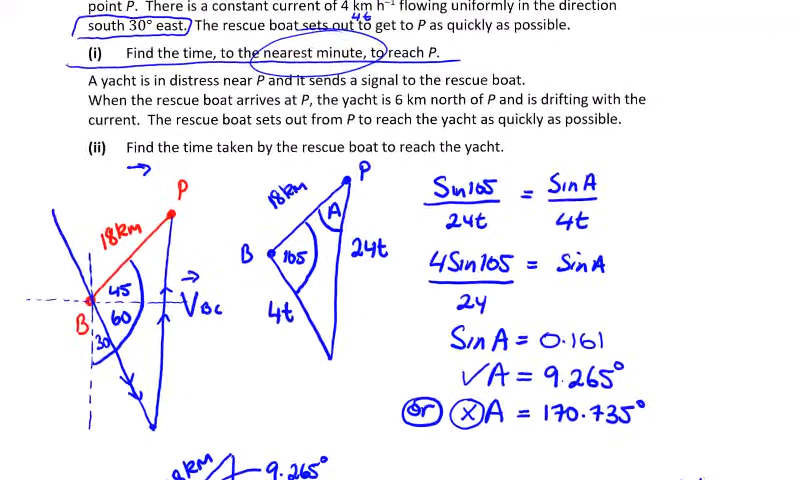 point P. There is a constant current of 4 km h⁻¹ flowing uniformly in the direction
4t
south 30° east. The rescue boat sets out to get to P as quickly as possible.
(i) Find the time, to the nearest minute, to reach P.
A yacht is in distress near P and it sends a signal to the rescue boat.
When the rescue boat arrives at P, the yacht is 6 km north of P and is drifting with the
current. The rescue boat sets out from P to reach the yacht as quickly as possible.
(ii) Find the time taken by the rescue boat to reach the yacht.
P
18km
45
60
30
B
VBC
P
18km
A
B
105
24t
4t
Sin105 / 24t = Sin A / 4t
4Sin105 / 24 = Sin A
Sin A = 0.161
✓A = 9.265°
or ⓧ A = 170.735°
8km
9.265°